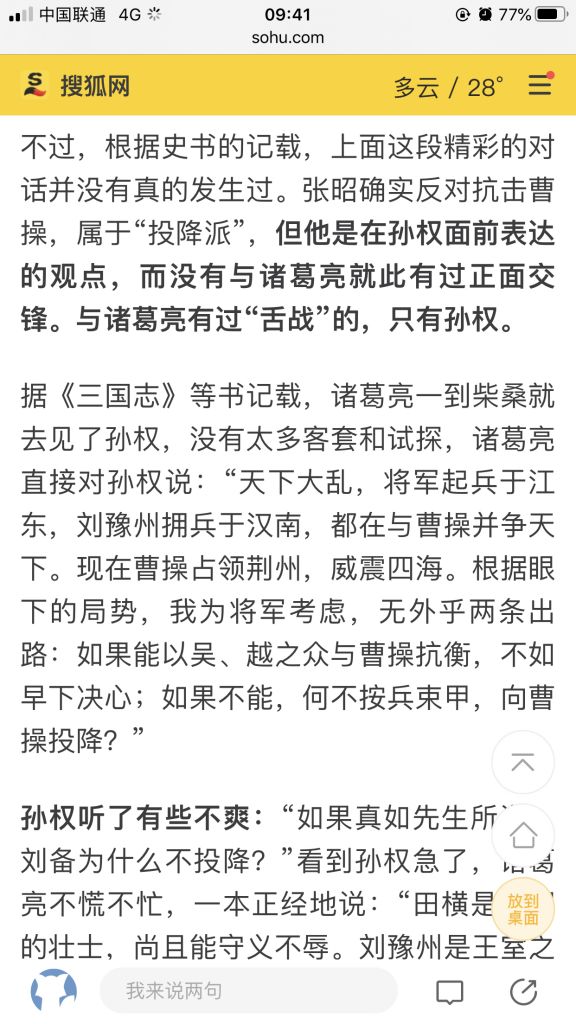 中国联通 4G 09:41 77%
sohu.com
搜狐网 多云 / 28°
不过，根据史书的记载，上面这段精彩的对
话并没有真的发生过。张昭确实反对抗击曹
操，属于“投降派”，但他是在孙权面前表达
的观点，而没有与诸葛亮就此有过正面交
锋。与诸葛亮有过“舌战”的，只有孙权。
据《三国志》等书记载，诸葛亮一到柴桑就
去见了孙权，没有太多客套和试探，诸葛亮
直接对孙权说：“天下大乱，将军起兵于江
东，刘豫州拥兵于汉南，都在与曹操并争天
下。现在曹操占领荆州，威震四海。根据眼
下的局势，我为将军考虑，无外乎两条出
路：如果能以吴、越之众与曹操抗衡，不如
早下决心；如果不能，何不按兵束甲，向曹
操投降？”
孙权听了有些不爽：“如果真如先生所
刘备为什么不投降？”看到孙权急了，诸葛
亮不慌不忙，一本正经地说：“田横是
的壮士，尚且能守义不辱。刘豫州是王室之
放到
桌面
我来说两句